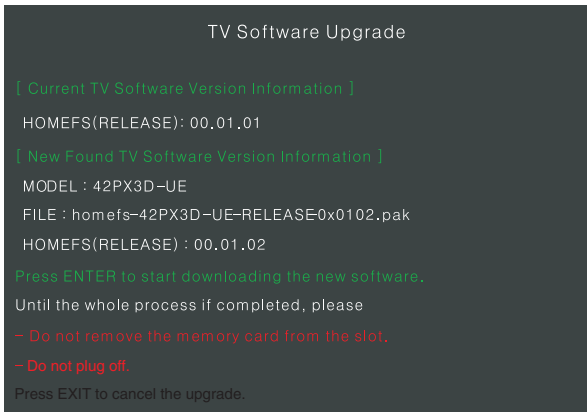 TV Software Upgrade
[ Current TV Software Version Information ]
HOMEFS(RELEASE): 00.01.01
[ New Found TV Software Version Information ]
MODEL : 42PX3D-UE
FILE : homefs-42PX3D-UE-RELEASE-0x0102.pak
HOMEFS(RELEASE) : 00.01.02
Press ENTER to start downloading the new software.
Until the whole process if completed, please
- Do not remove the memory card from the slot.
- Do not plug off.
Press EXIT to cancel the upgrade.